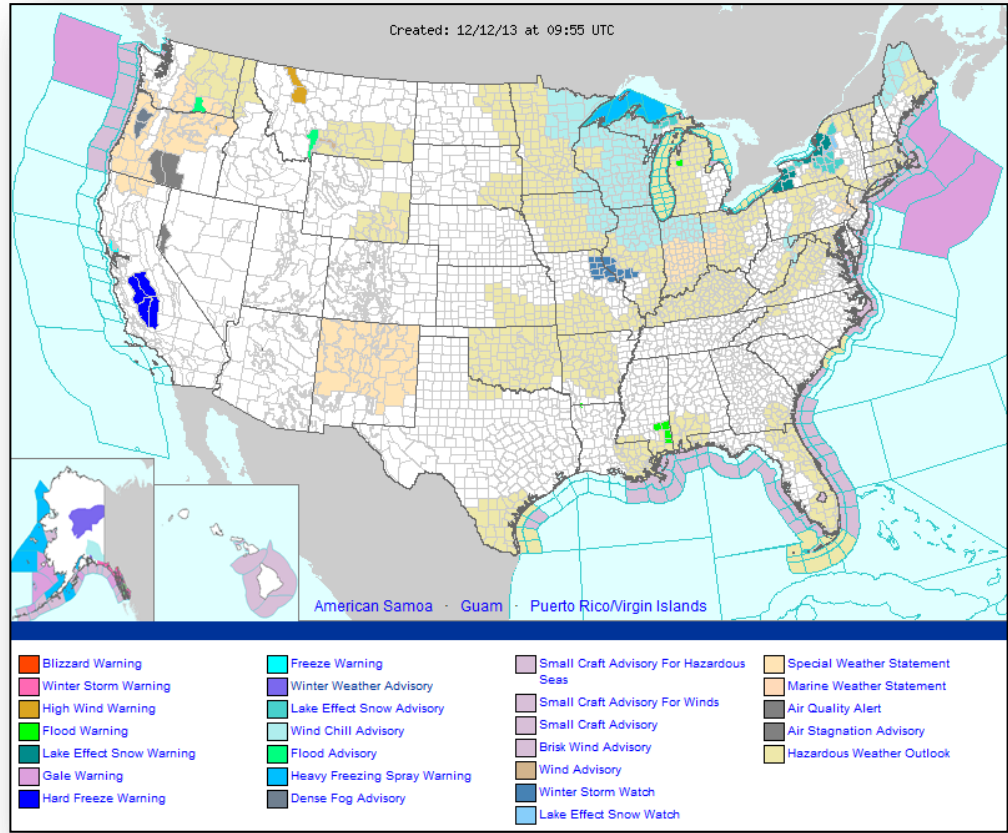 Created: 12/12/13 at 09:55 UTC
American Samoa · Guam · Puerto Rico/Virgin Islands
Blizzard Warning
Winter Storm Warning
High Wind Warning
Flood Warning
Lake Effect Snow Warning
Gale Warning
Hard Freeze Warning
Freeze Warning
Winter Weather Advisory
Lake Effect Snow Advisory
Wind Chill Advisory
Flood Advisory
Heavy Freezing Spray Warning
Dense Fog Advisory
Small Craft Advisory For Hazardous
Seas
Small Craft Advisory For Winds
Small Craft Advisory
Brisk Wind Advisory
Wind Advisory
Winter Storm Watch
Lake Effect Snow Watch
Special Weather Statement
Marine Weather Statement
Air Quality Alert
Air Stagnation Advisory
Hazardous Weather Outlook